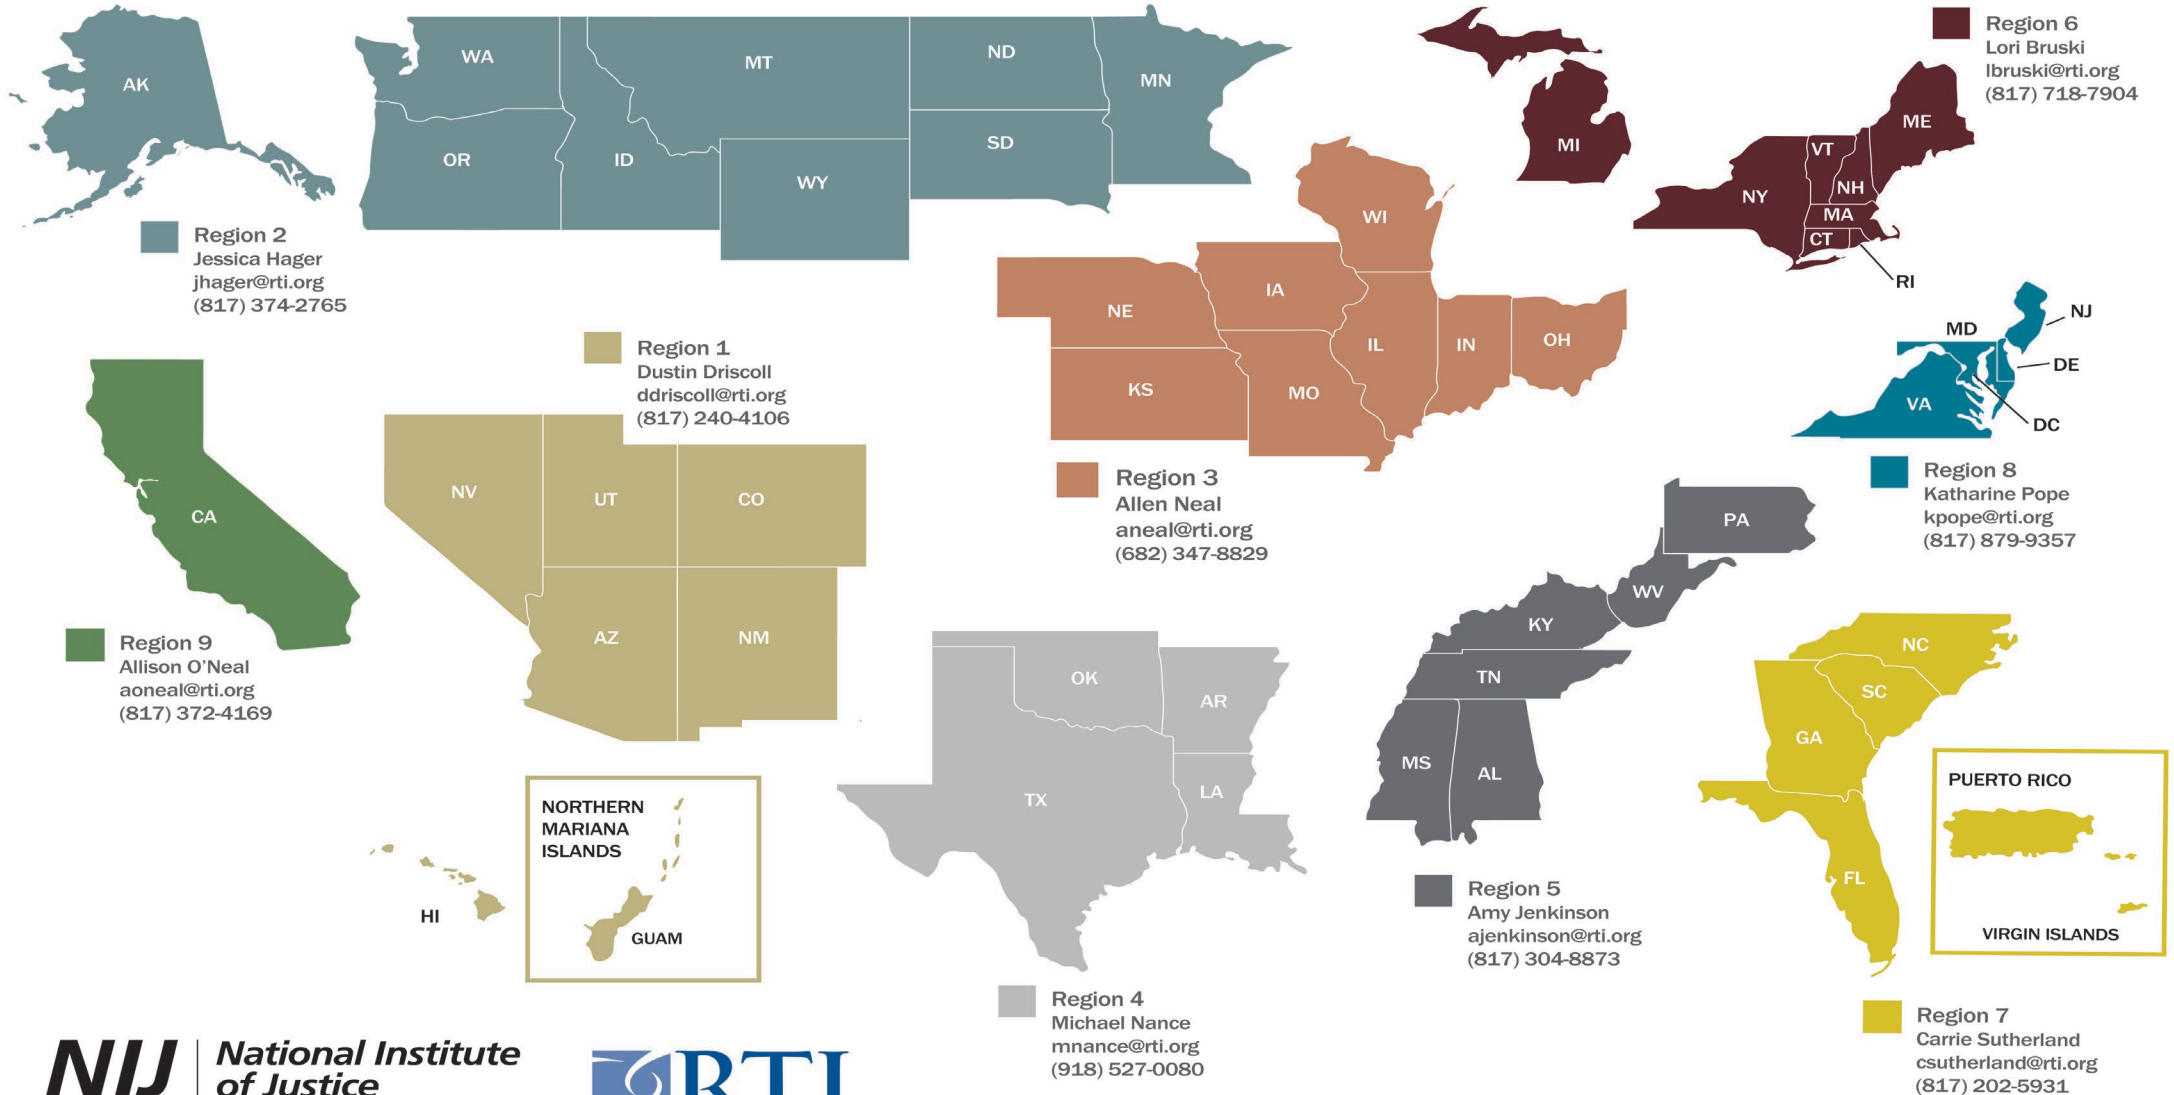 AK
WA
MT
ND
MN
OR
ID
WY
SD
Region 2
Jessica Hager
jhager@rti.org
(817) 374-2765
MI
Region 6
Lori Bruski
lbruski@rti.org
(817) 718-7904
ME
VT
NH
NY
MA
CT
RI
WI
IA
NE
IL
IN
OH
KS
MO
Region 3
Allen Neal
aneal@rti.org
(682) 347-8829
NJ
MD
DE
VA
DC
Region 8
Katharine Pope
kpope@rti.org
(817) 879-9357
Region 1
Dustin Driscoll
ddriscoll@rti.org
(817) 240-4106
NV
UT
CO
AZ
NM
CA
Region 9
Allison O'Neal
aoneal@rti.org
(817) 372-4169
HI
NORTHERN
MARIANA
ISLANDS
GUAM
OK
AR
TX
LA
Region 4
Michael Nance
mnance@rti.org
(918) 527-0080
PA
WV
KY
TN
MS
AL
Region 5
Amy Jenkinson
ajenkinson@rti.org
(817) 304-8873
NC
SC
GA
FL
PUERTO RICO
VIRGIN ISLANDS
Region 7
Carrie Sutherland
csutherland@rti.org
(817) 202-5931
NIJ
National Institute
of Justice
RTI